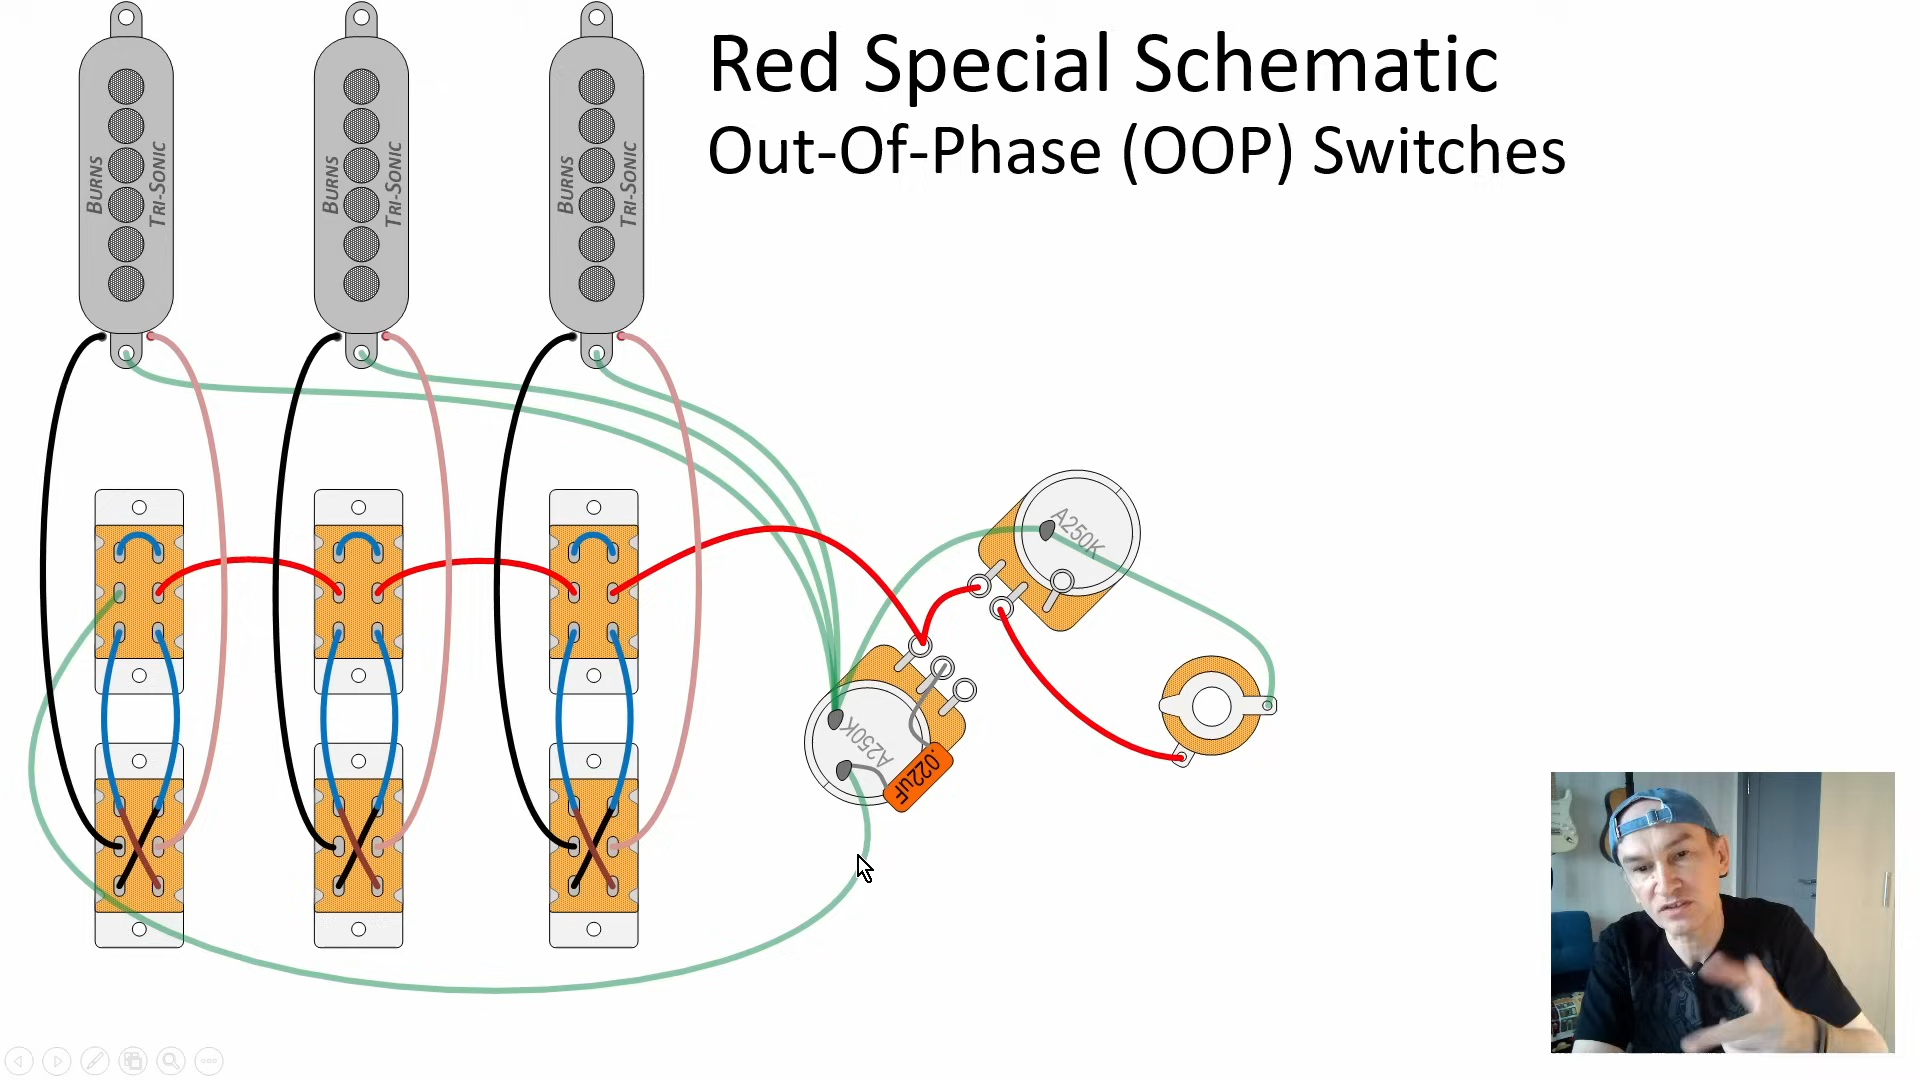 Red Special Schematic
Out-Of-Phase (OOP) Switches
BURNS
TRI-SONIC
BURNS
TRI-SONIC
BURNS
TRI-SONIC
A250K
A250K
.022uF